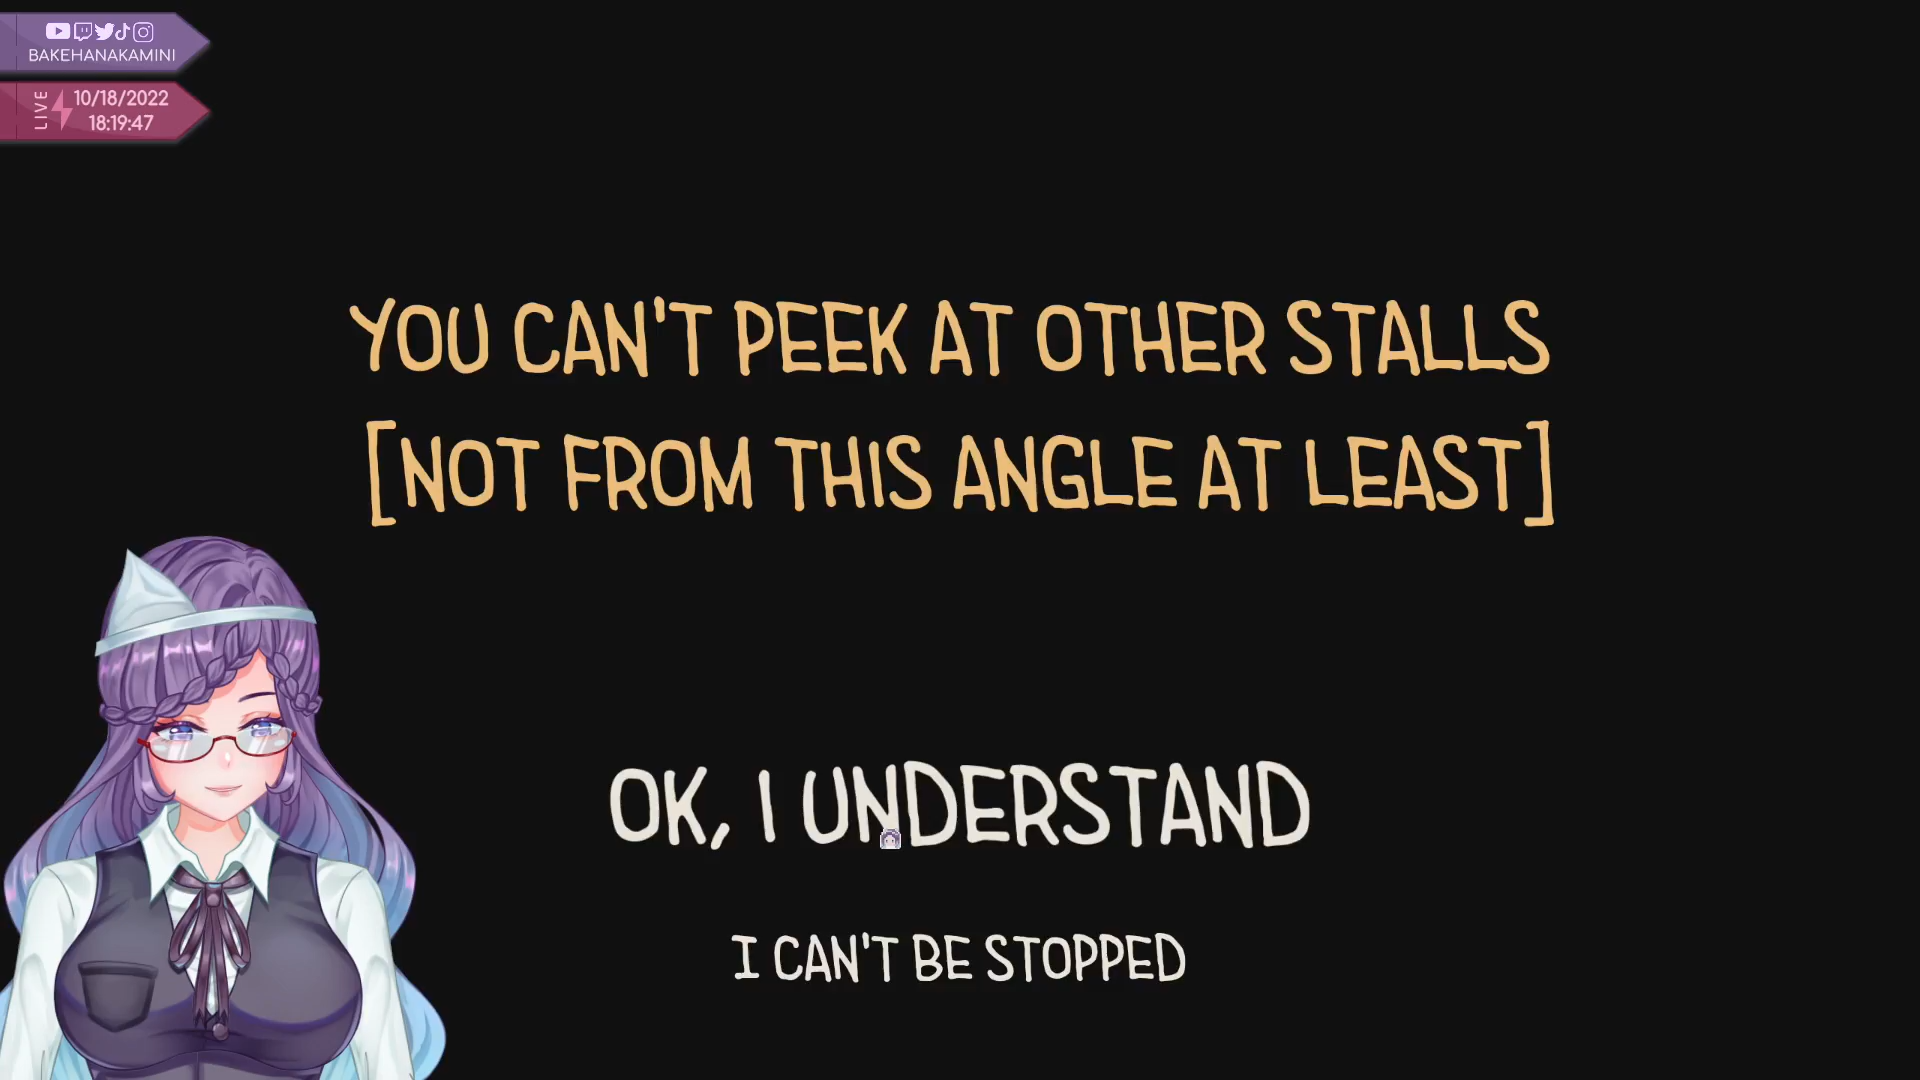 BAKEHANAKAMINI
LIVE
10/18/2022
18:19:47
YOU CAN'T PEEK AT OTHER STALLS
[NOT FROM THIS ANGLE AT LEAST]
OK, I UNDERSTAND
I CAN'T BE STOPPED